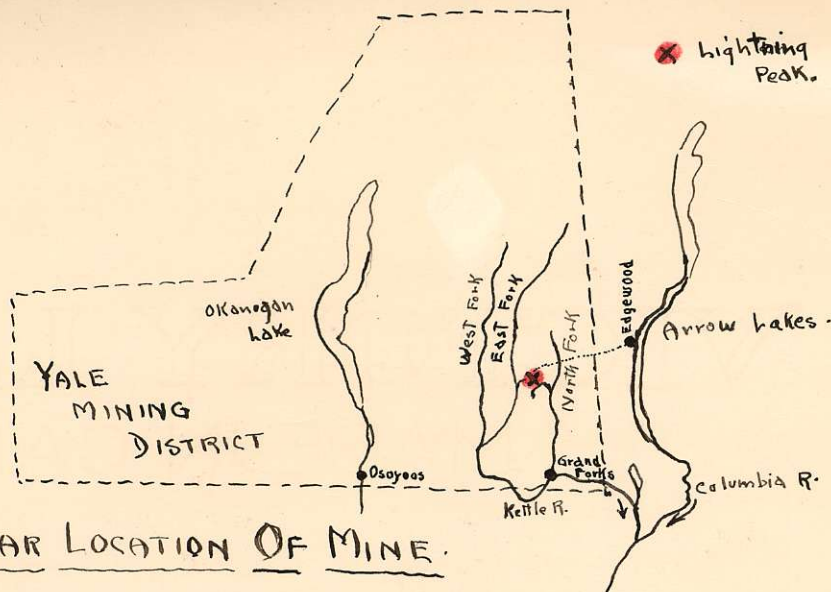 Lightning
Peak.
Okanogan
Lake
West Fork
East Fork
North Fork
Edgewood
Arrow Lakes.
YALE
MINING
DISTRICT
Osoyoos
Grand
Forks
Kettle R.
Columbia R.
AR LOCATION OF MINE.